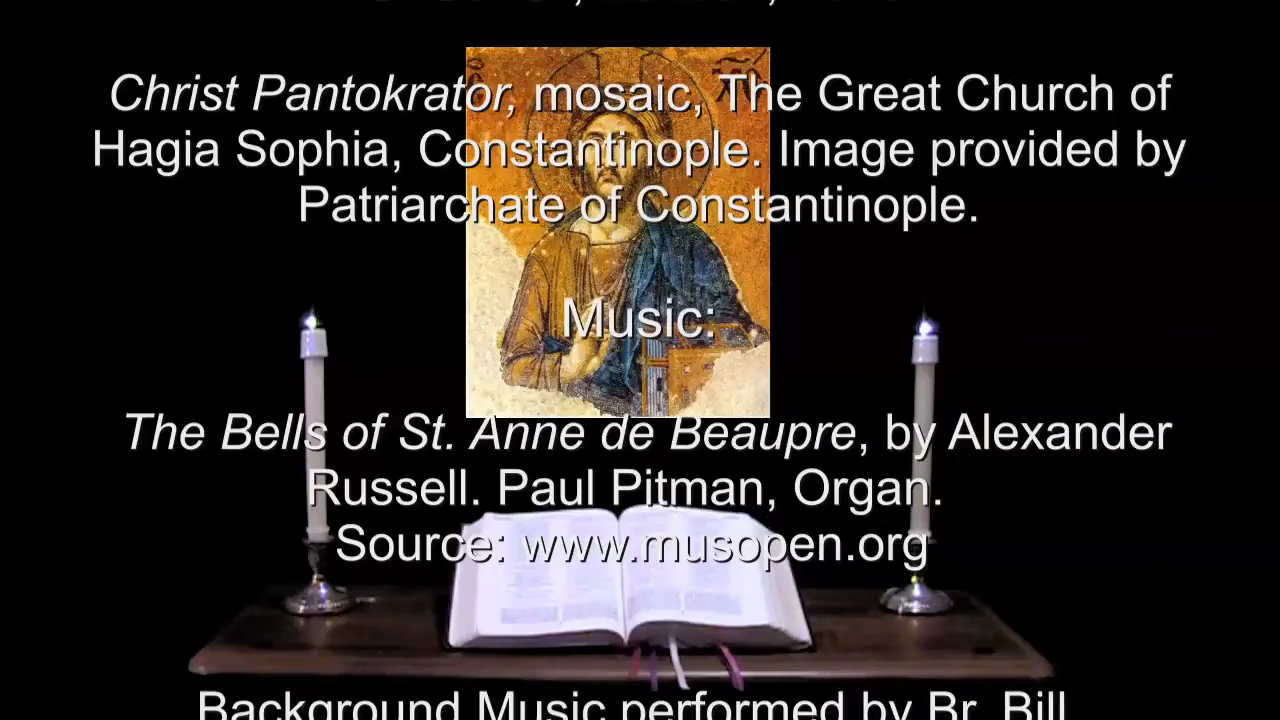 Christ Pantokrator, mosaic, The Great Church of
Hagia Sophia, Constantinople. Image provided by
Patriarchate of Constantinople.
Music:
The Bells of St. Anne de Beaupre, by Alexander
Russell. Paul Pitman, Organ.
Source: www.musopen.org
Background Music performed by Br. Bill